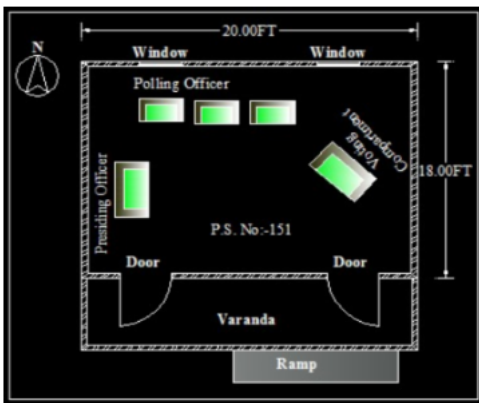 20.00FT
N
Window Window
Polling Officer
Voting
Compartment
18.00FT
Presiding Officer
P.S. No:-151
Door Door
Varanda
Ramp